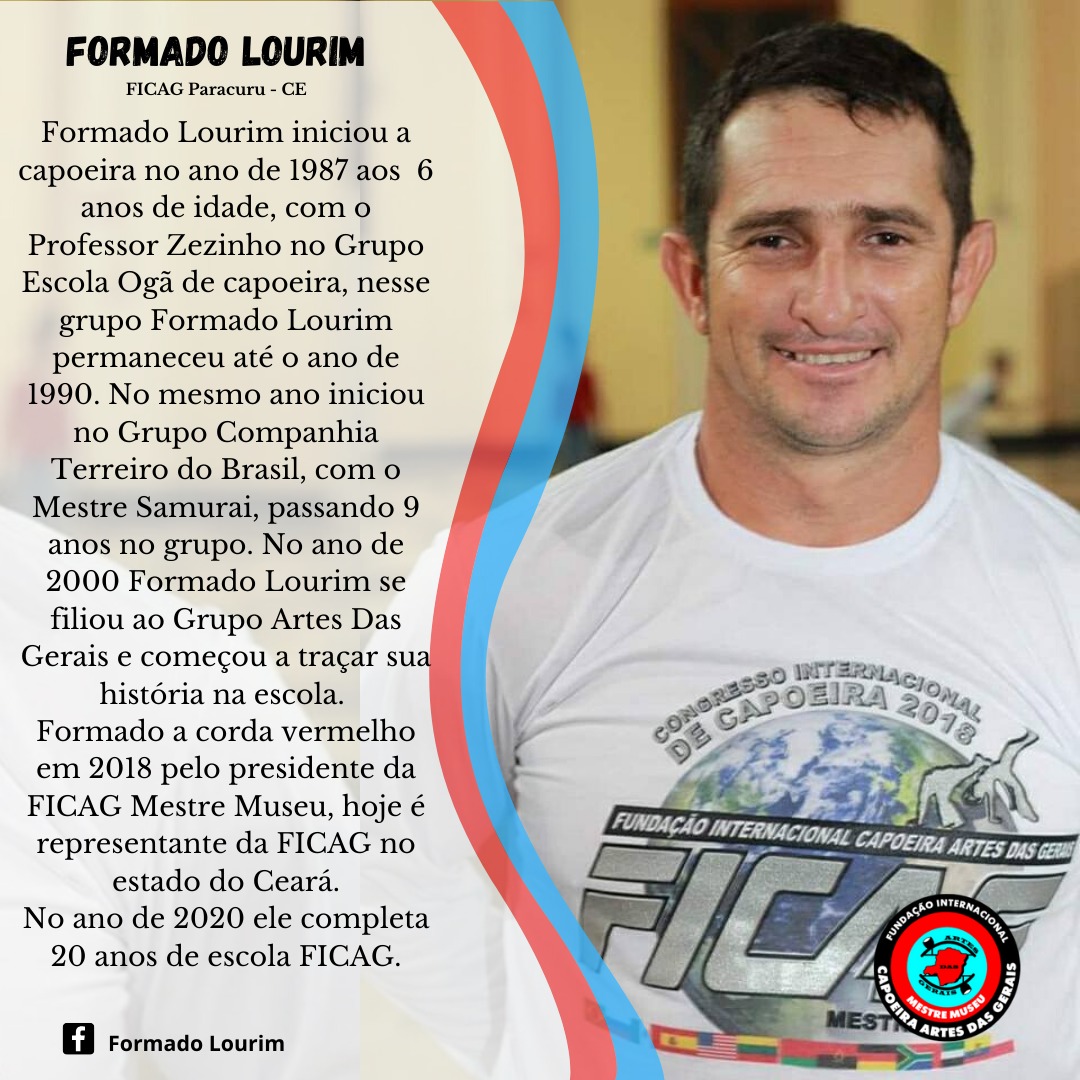 FORMADO LOURIM
FICAG Paracuru - CE
Formado Lourim iniciou a
capoeira no ano de 1987 aos 6
anos de idade, com o
Professor Zezinho no Grupo
Escola Ogã de capoeira, nesse
grupo Formado Lourim
permaneceu até o ano de
1990. No mesmo ano iniciou
no Grupo Companhia
Terreiro do Brasil, com o
Mestre Samurai, passando 9
anos no grupo. No ano de
2000 Formado Lourim se
filiou ao Grupo Artes Das
Gerais e começou a traçar sua
história na escola.
Formado a corda vermelho
em 2018 pelo presidente da
FICAG Mestre Museu, hoje é
representante da FICAG no
estado do Ceará.
No ano de 2020 ele completa
20 anos de escola FICAG.
Formado Lourim
CONGRESSO INTERNACIONAL
DE CAPOEIRA 2018
FUNDAÇÃO INTERNACIONAL CAPOEIRA ARTES DAS GERAIS
FICAG
MESTR
FUNDAÇÃO INTERNACIONAL
ARTES
DAS
GERAIS
MESTRE MUSEU
CAPOEIRA ARTES DAS GERAIS